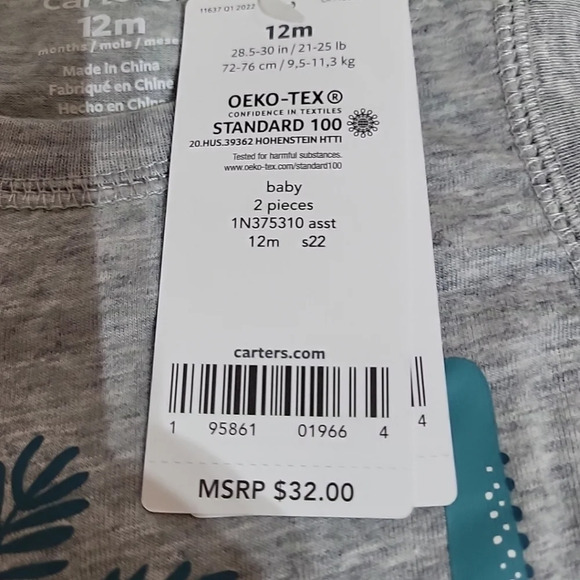 carter's
12m
months / mois / mese
Made in China
Fabriqué en Chine
Hecho en China
11637 Q1 2022
12m
28.5-30 in / 21-25 lb
72-76 cm / 9,5-11,3 kg
OEKO-TEX®
CONFIDENCE IN TEXTILES
STANDARD 100
20.HUS.39362 HOHENSTEIN HTTI
Tested for harmful substances.
www.oeko-tex.com/standard100
baby
2 pieces
1N375310 asst
12m s22
carters.com
1 95861 01966 4
4
MSRP $32.00